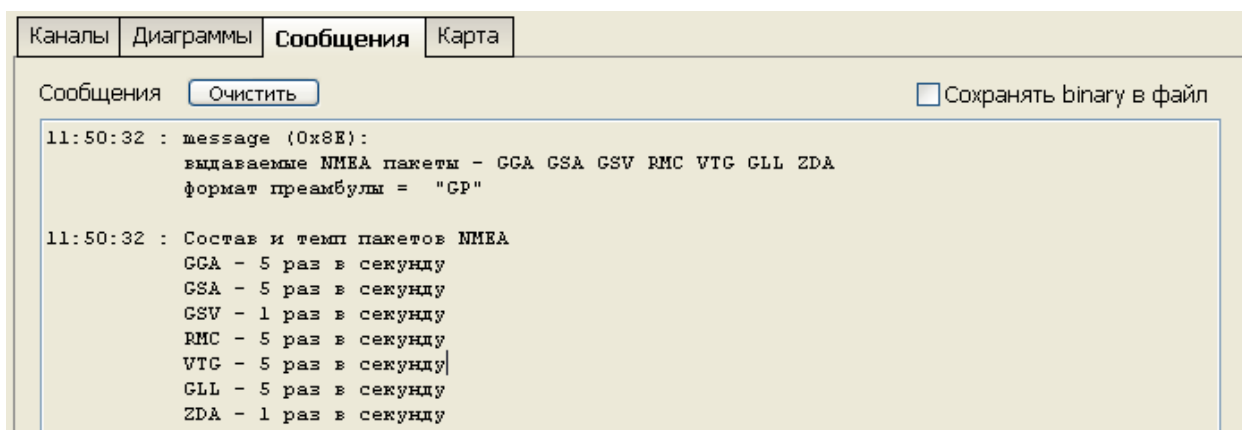 Каналы Диаграммы Сообщения Карта
Сообщения Очистить Сохранять binary в файл
11:50:32 : message (0x8E):
выдаваемые NMEA пакеты - GGA GSA GSV RMC VTG GLL ZDA
формат преамбулы = "GP"
11:50:32 : Состав и темп пакетов NMEA
GGA - 5 раз в секунду
GSA - 5 раз в секунду
GSV - 1 раз в секунду
RMC - 5 раз в секунду
VTG - 5 раз в секунду
GLL - 5 раз в секунду
ZDA - 1 раз в секунду